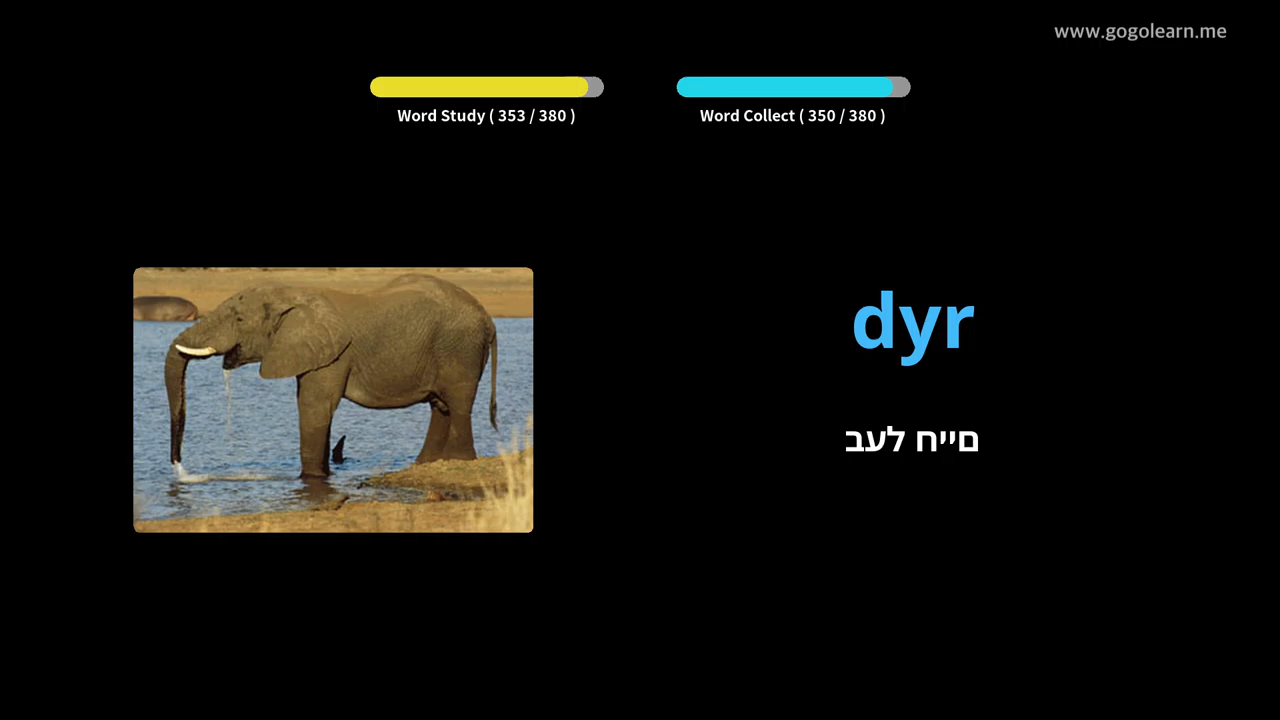 www.gogolearn.me
Word Study ( 353 / 380 )
Word Collect ( 350 / 380 )
dyr
םייח לעב